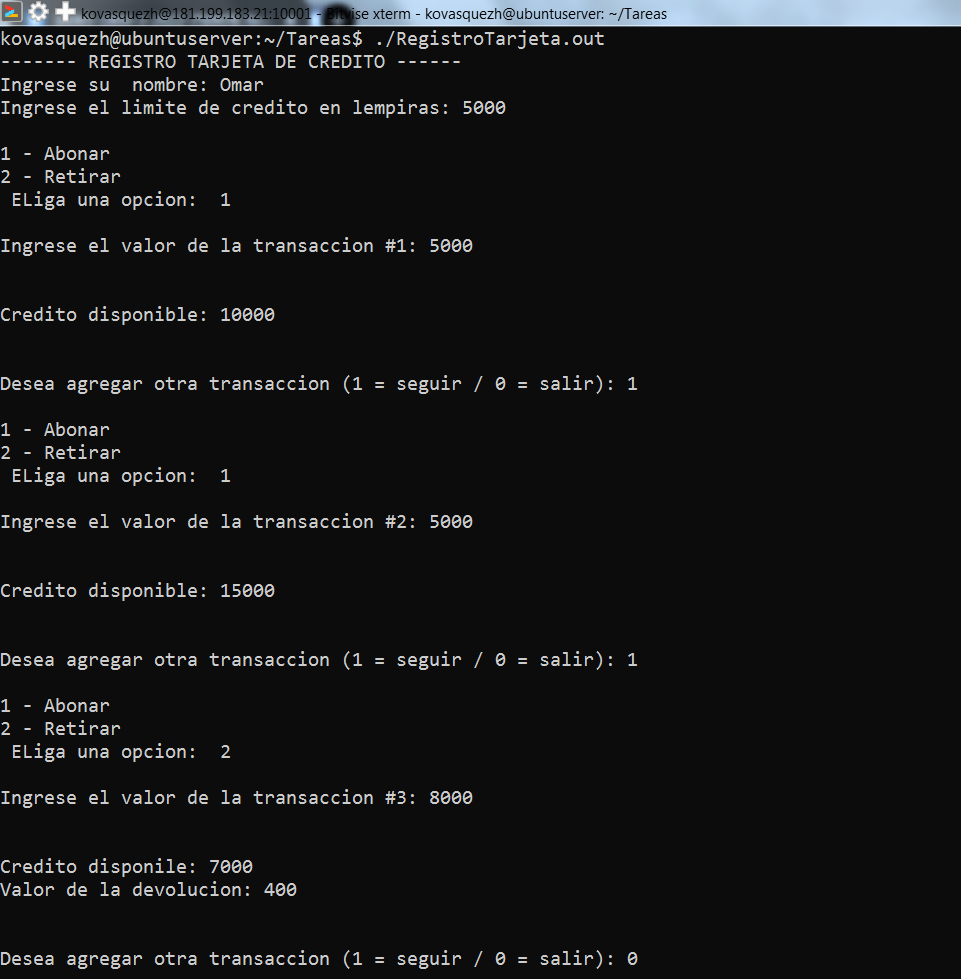 kovasquezh@181.199.183.21:10001 - Bitvise xterm - kovasquezh@ubuntuserver: ~/Tareas
kovasquezh@ubuntuserver:~/Tareas$ ./RegistroTarjeta.out
------- REGISTRO TARJETA DE CREDITO ------
Ingrese su  nombre: Omar
Ingrese el limite de credito en lempiras: 5000
1 - Abonar
2 - Retirar
 ELiga una opcion:  1
Ingrese el valor de la transaccion #1: 5000
Credito disponible: 10000
Desea agregar otra transaccion (1 = seguir / 0 = salir): 1
1 - Abonar
2 - Retirar
 ELiga una opcion:  1
Ingrese el valor de la transaccion #2: 5000
Credito disponible: 15000
Desea agregar otra transaccion (1 = seguir / 0 = salir): 1
1 - Abonar
2 - Retirar
 ELiga una opcion:  2
Ingrese el valor de la transaccion #3: 8000
Credito disponile: 7000
Valor de la devolucion: 400
Desea agregar otra transaccion (1 = seguir / 0 = salir): 0